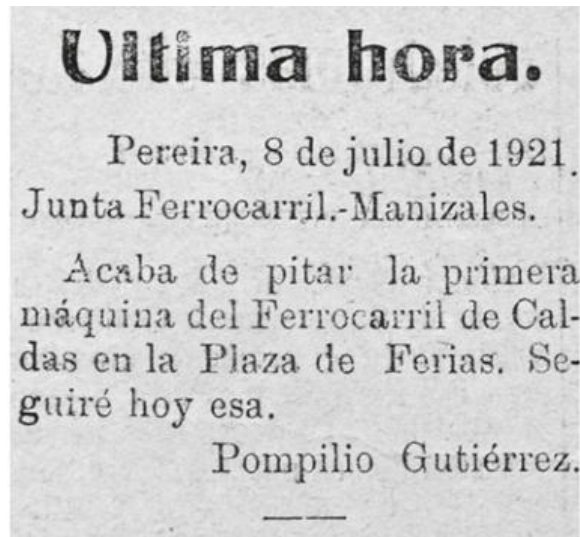 Ultima hora.
Pereira, 8 de julio de 1921.
Junta Ferrocarril.-Manizales.
Acaba de pitar la primera
máquina del Ferrocarril de Cal-
das en la Plaza de Ferias. Se-
guiré hoy esa.
Pompilio Gutiérrez.